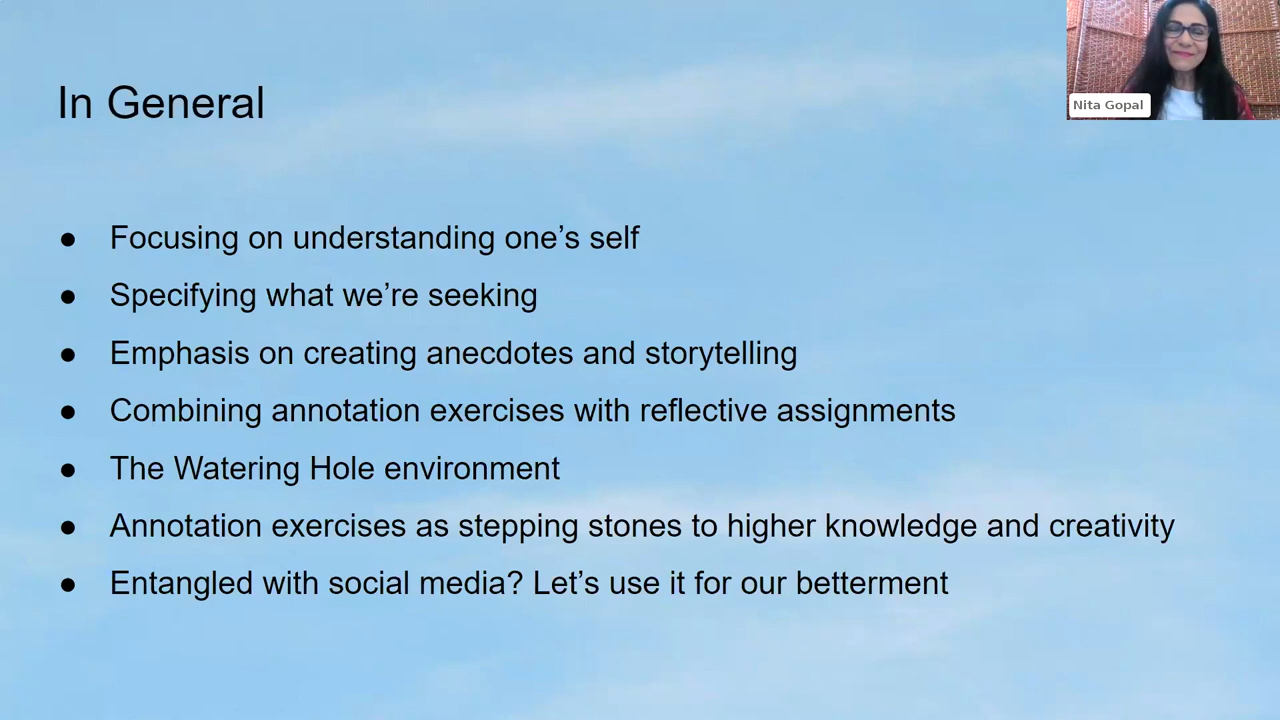 In General
Nita Gopal
● Focusing on understanding one’s self
● Specifying what we’re seeking
● Emphasis on creating anecdotes and storytelling
● Combining annotation exercises with reflective assignments
● The Watering Hole environment
● Annotation exercises as stepping stones to higher knowledge and creativity
● Entangled with social media? Let’s use it for our betterment